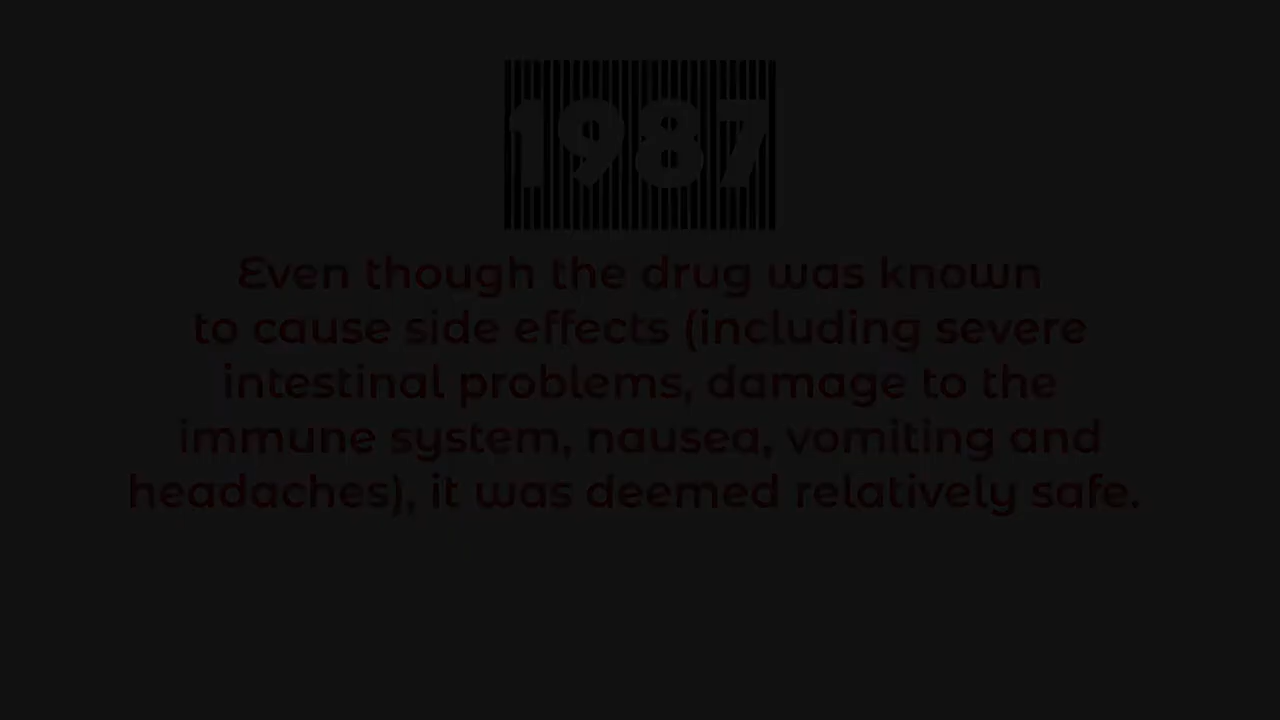 1987
Even though the drug was known
to cause side effects (including severe
intestinal problems, damage to the
immune system, nausea, vomiting and
headaches), it was deemed relatively safe.